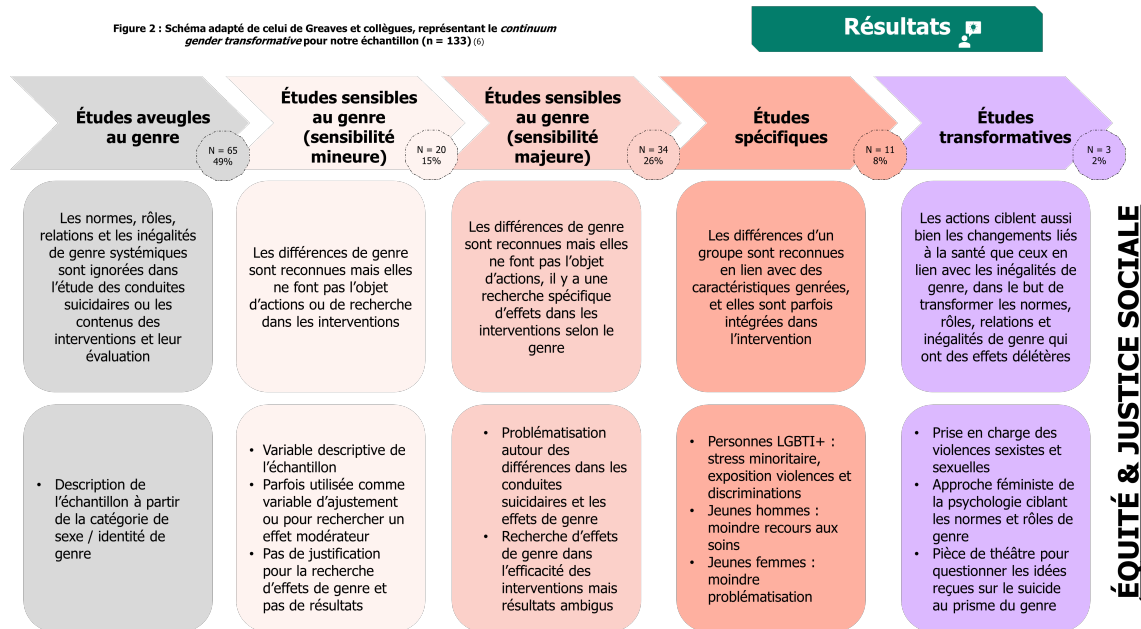 Figure 2 : Schéma adapté de celui de Greaves et collègues, représentant le continuum
gender transformative pour notre échantillon (n = 133) (6)
Résultats
Études aveugles
au genre
N = 65
49%
Études sensibles
au genre
(sensibilité
mineure)
N = 20
15%
Études sensibles
au genre
(sensibilité
majeure)
N = 34
26%
Études
spécifiques
N = 11
8%
Études
transformatives
N = 3
2%
Les normes, rôles,
relations et les inégalités
de genre systémiques
sont ignorées dans
l’étude des conduites
suicidaires ou les
contenus des
interventions et leur
évaluation
Les différences de genre
sont reconnues mais elles
ne font pas l’objet
d’actions ou de recherche
dans les interventions
Les différences de genre
sont reconnues mais elles
ne font pas l’objet
d’actions, il y a une
recherche spécifique
d’effets dans les
interventions selon le
genre
Les différences d’un
groupe sont reconnues
en lien avec des
caractéristiques genrées,
et elles sont parfois
intégrées dans
l’intervention
Les actions ciblent aussi
bien les changements liés
à la santé que ceux en
lien avec les inégalités de
genre, dans le but de
transformer les normes,
rôles, relations et
inégalités de genre qui
ont des effets délétères
• Description de
l’échantillon à partir
de la catégorie de
sexe / identité de
genre
• Variable descriptive de
l’échantillon
• Parfois utilisée comme
variable d’ajustement
ou pour rechercher un
effet modérateur
• Pas de justification
pour la recherche
d’effets de genre et
pas de résultats
• Problématisation
autour des
différences dans les
conduites
suicidaires et les
effets de genre
• Recherche d’effets
de genre dans
l’efficacité des
interventions mais
résultats ambigus
• Personnes LGBTI+ :
stress minoritaire,
exposition violences et
discriminations
• Jeunes hommes :
moindre recours aux
soins
• Jeunes femmes :
moindre
problématisation
• Prise en charge des
violences sexistes et
sexuelles
• Approche féministe de
la psychologie ciblant
les normes et rôles de
genre
• Pièce de théâtre pour
questionner les idées
reçues sur le suicide
au prisme du genre
ÉQUITÉ & JUSTICE SOCIALE